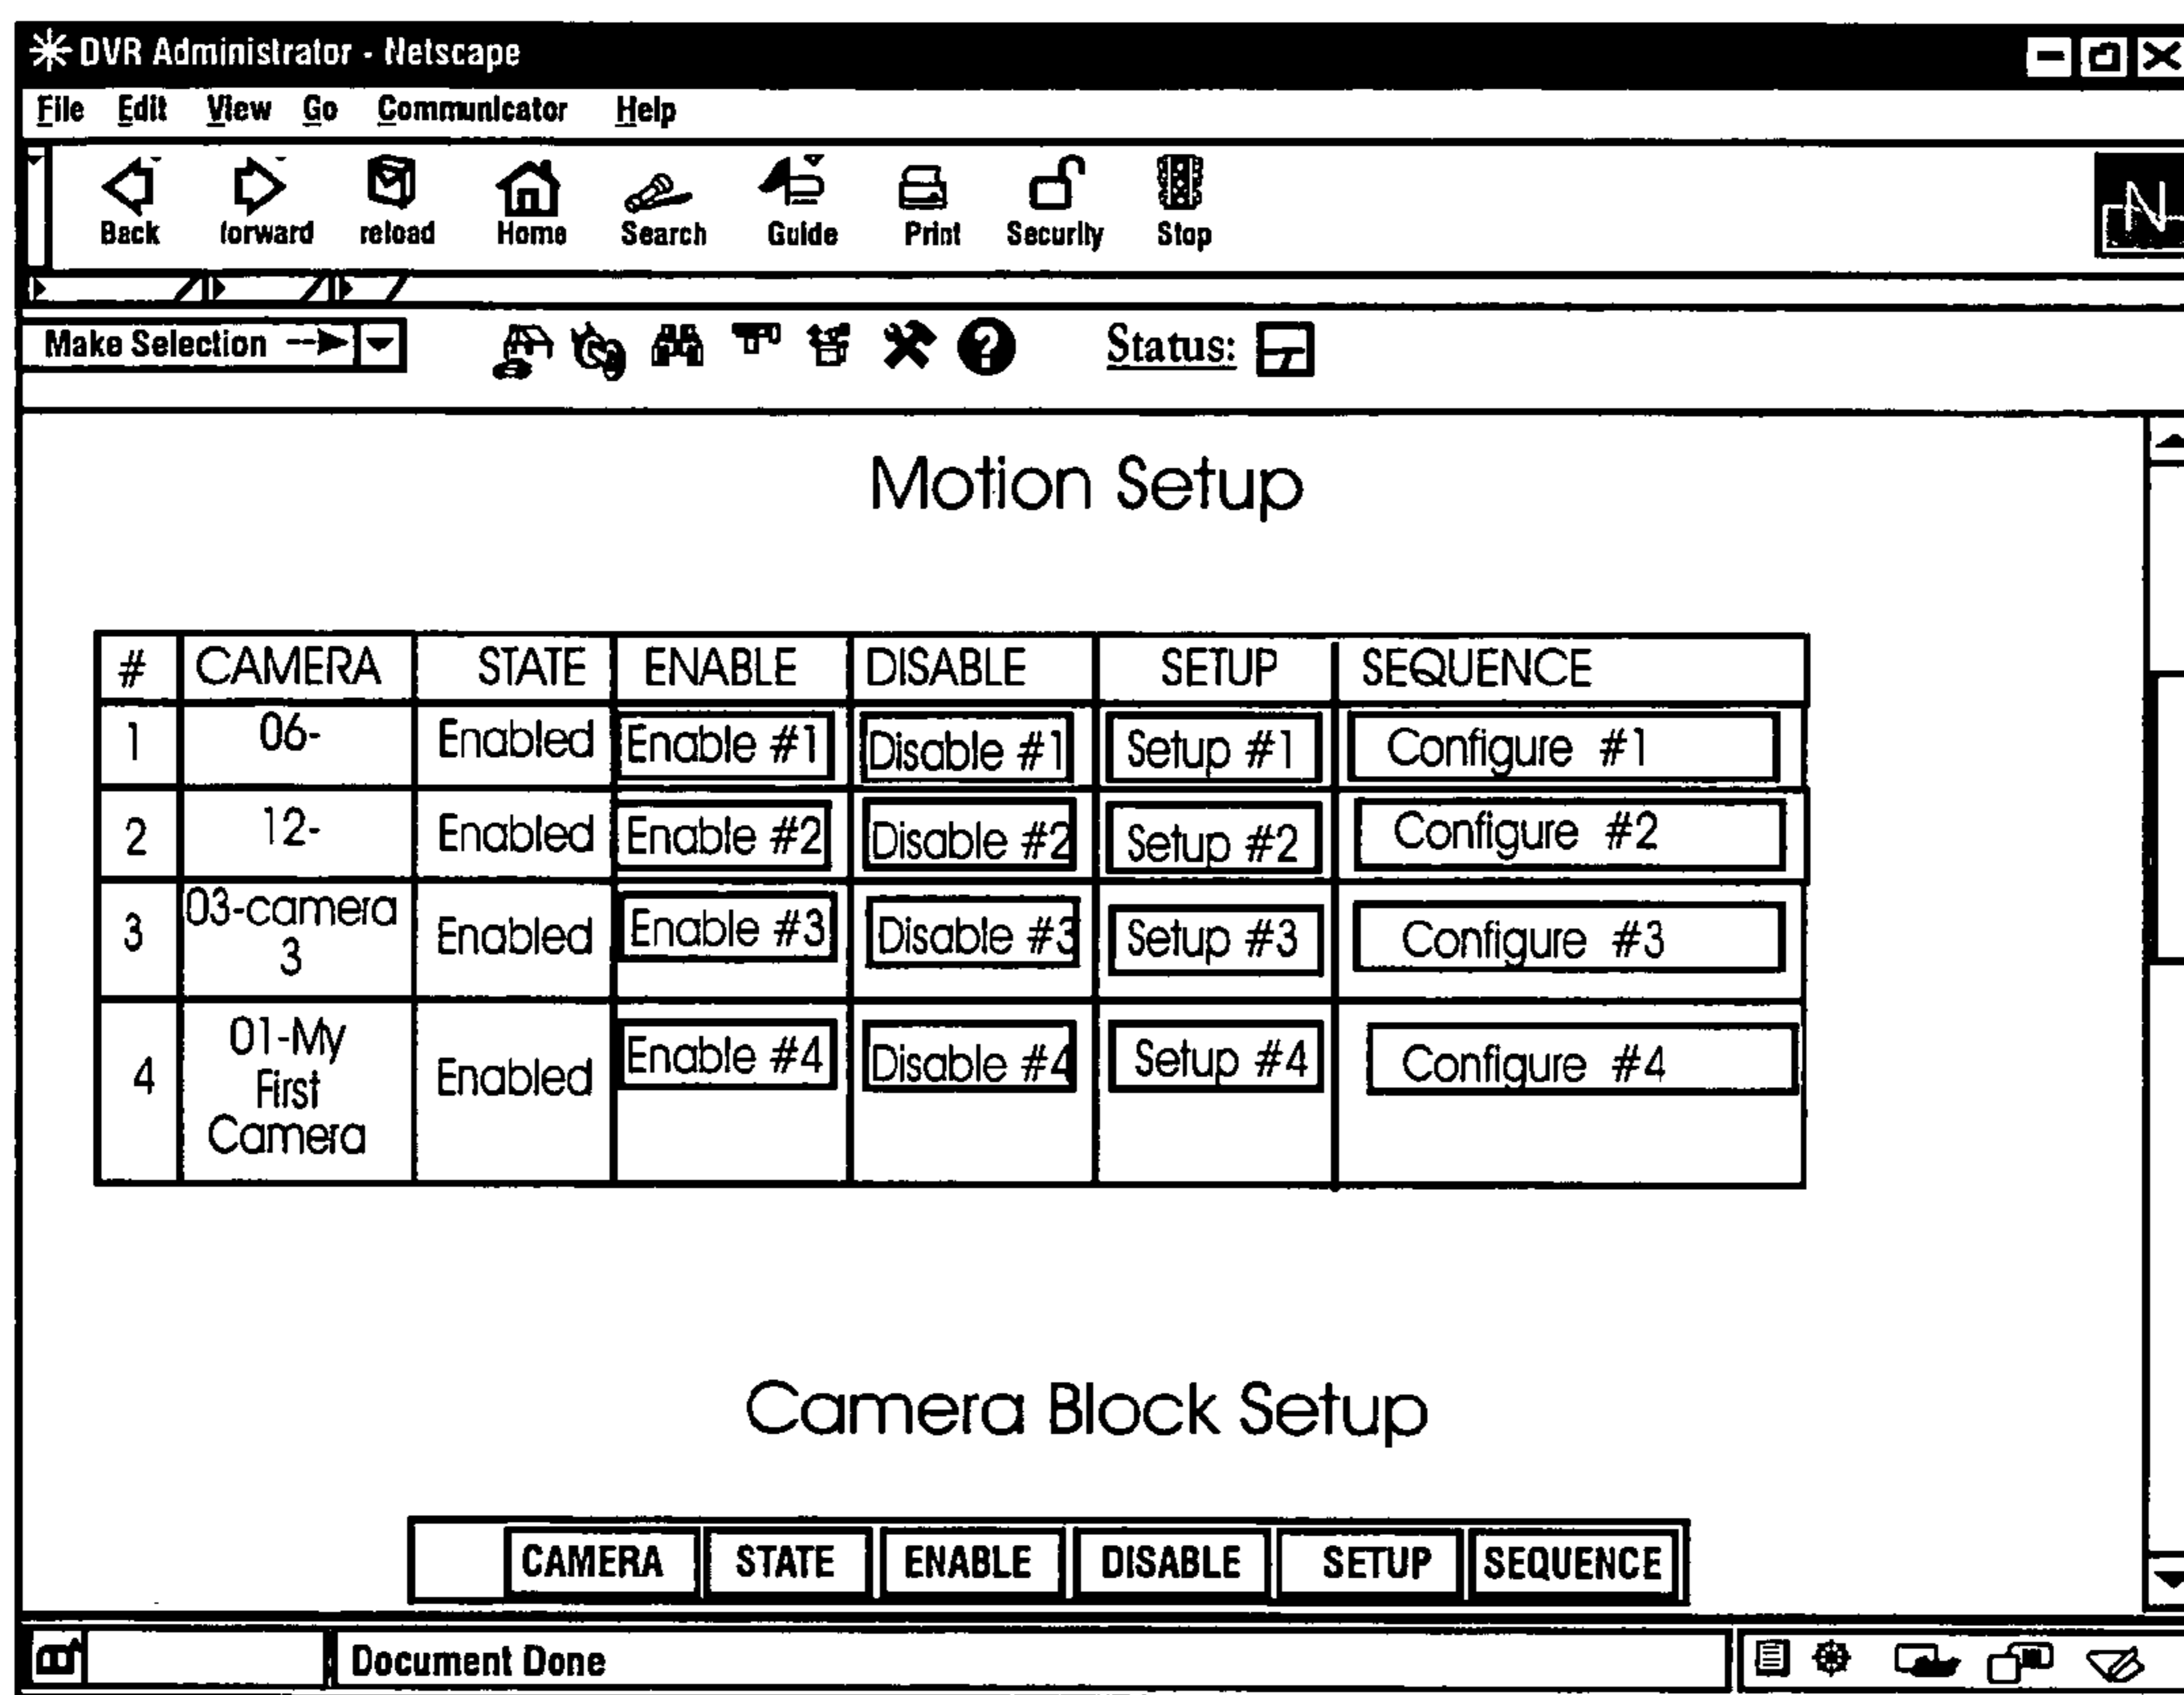 DVR Administrator - Netscape
File Edit View Go Communicator Help
Back forward reload Home Search Guide Print Security Stop
N
Make Selection --> Status:
Motion Setup
# CAMERA STATE ENABLE DISABLE SETUP SEQUENCE
1 06- Enabled Enable #1 Disable #1 Setup #1 Configure #1
2 12- Enabled Enable #2 Disable #2 Setup #2 Configure #2
3 03-camera 3 Enabled Enable #3 Disable #3 Setup #3 Configure #3
4 01-My First Camera Enabled Enable #4 Disable #4 Setup #4 Configure #4
Camera Block Setup
CAMERA STATE ENABLE DISABLE SETUP SEQUENCE
Document Done